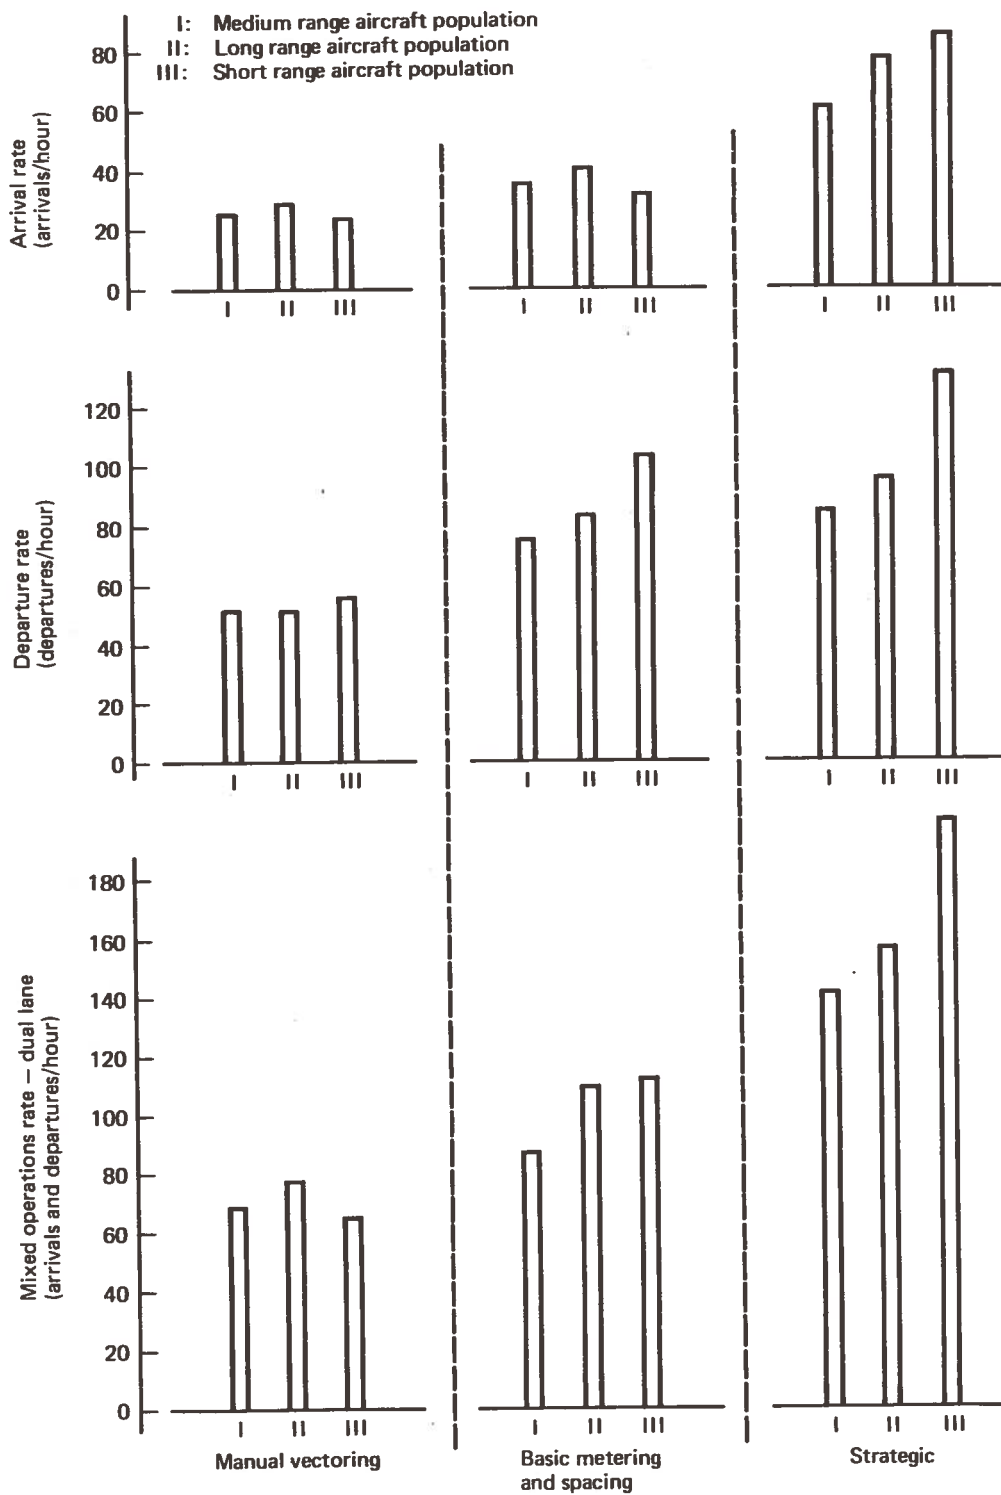 I: Medium range aircraft population
II: Long range aircraft population
III: Short range aircraft population
Arrival rate
(arrivals/hour)
80
60
40
20
0
I II III
I II III
I II III
Departure rate
(departures/hour)
120
100
80
60
40
20
0
I II III
I II III
I II III
Mixed operations rate — dual lane
(arrivals and departures/hour)
180
160
140
120
100
80
60
40
20
0
I II III
I II III
I II III
Manual vectoring
Basic metering
and spacing
Strategic